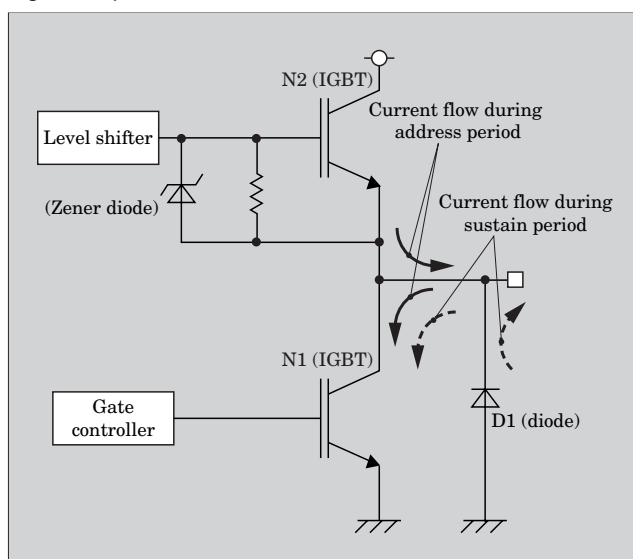 N2 (IGBT)
Current flow during
address period
Level shifter
(Zener diode)
Current flow during
sustain period
N1 (IGBT)
Gate
controller
D1 (diode)